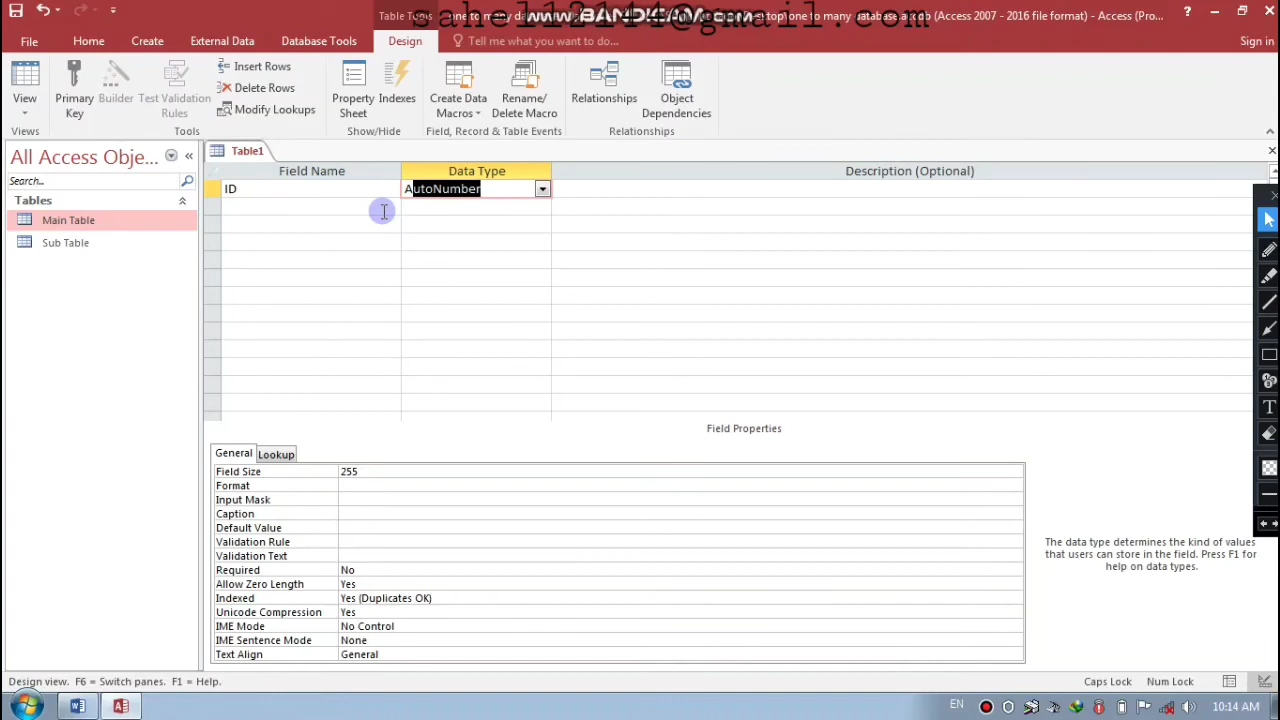 Table Tools
one to many database.accdb (Access 2007 - 2016 file format) - Access (Pro...
sahel12144@gmail.com
File
Home
Create
External Data
Database Tools
Design
Tell me what you want to do...
Sign in
View
Primary Key
Builder
Test Validation Rules
Insert Rows
Delete Rows
Modify Lookups
Property Sheet
Indexes
Create Data Macros
Rename/ Delete Macro
Relationships
Object Dependencies
Views
Tools
Show/Hide
Field, Record & Table Events
Relationships
All Access Obje...
Search...
Tables
Main Table
Sub Table
Table1
Field Name
Data Type
Description (Optional)
ID
AutoNumber
Field Properties
General
Lookup
Field Size 255
Format
Input Mask
Caption
Default Value
Validation Rule
Validation Text
Required No
Allow Zero Length Yes
Indexed Yes (Duplicates OK)
Unicode Compression Yes
IME Mode No Control
IME Sentence Mode None
Text Align General
The data type determines the kind of values
that users can store in the field. Press F1 for
help on data types.
Design view. F6 = Switch panes. F1 = Help.
Caps Lock
Num Lock
EN
10:14 AM